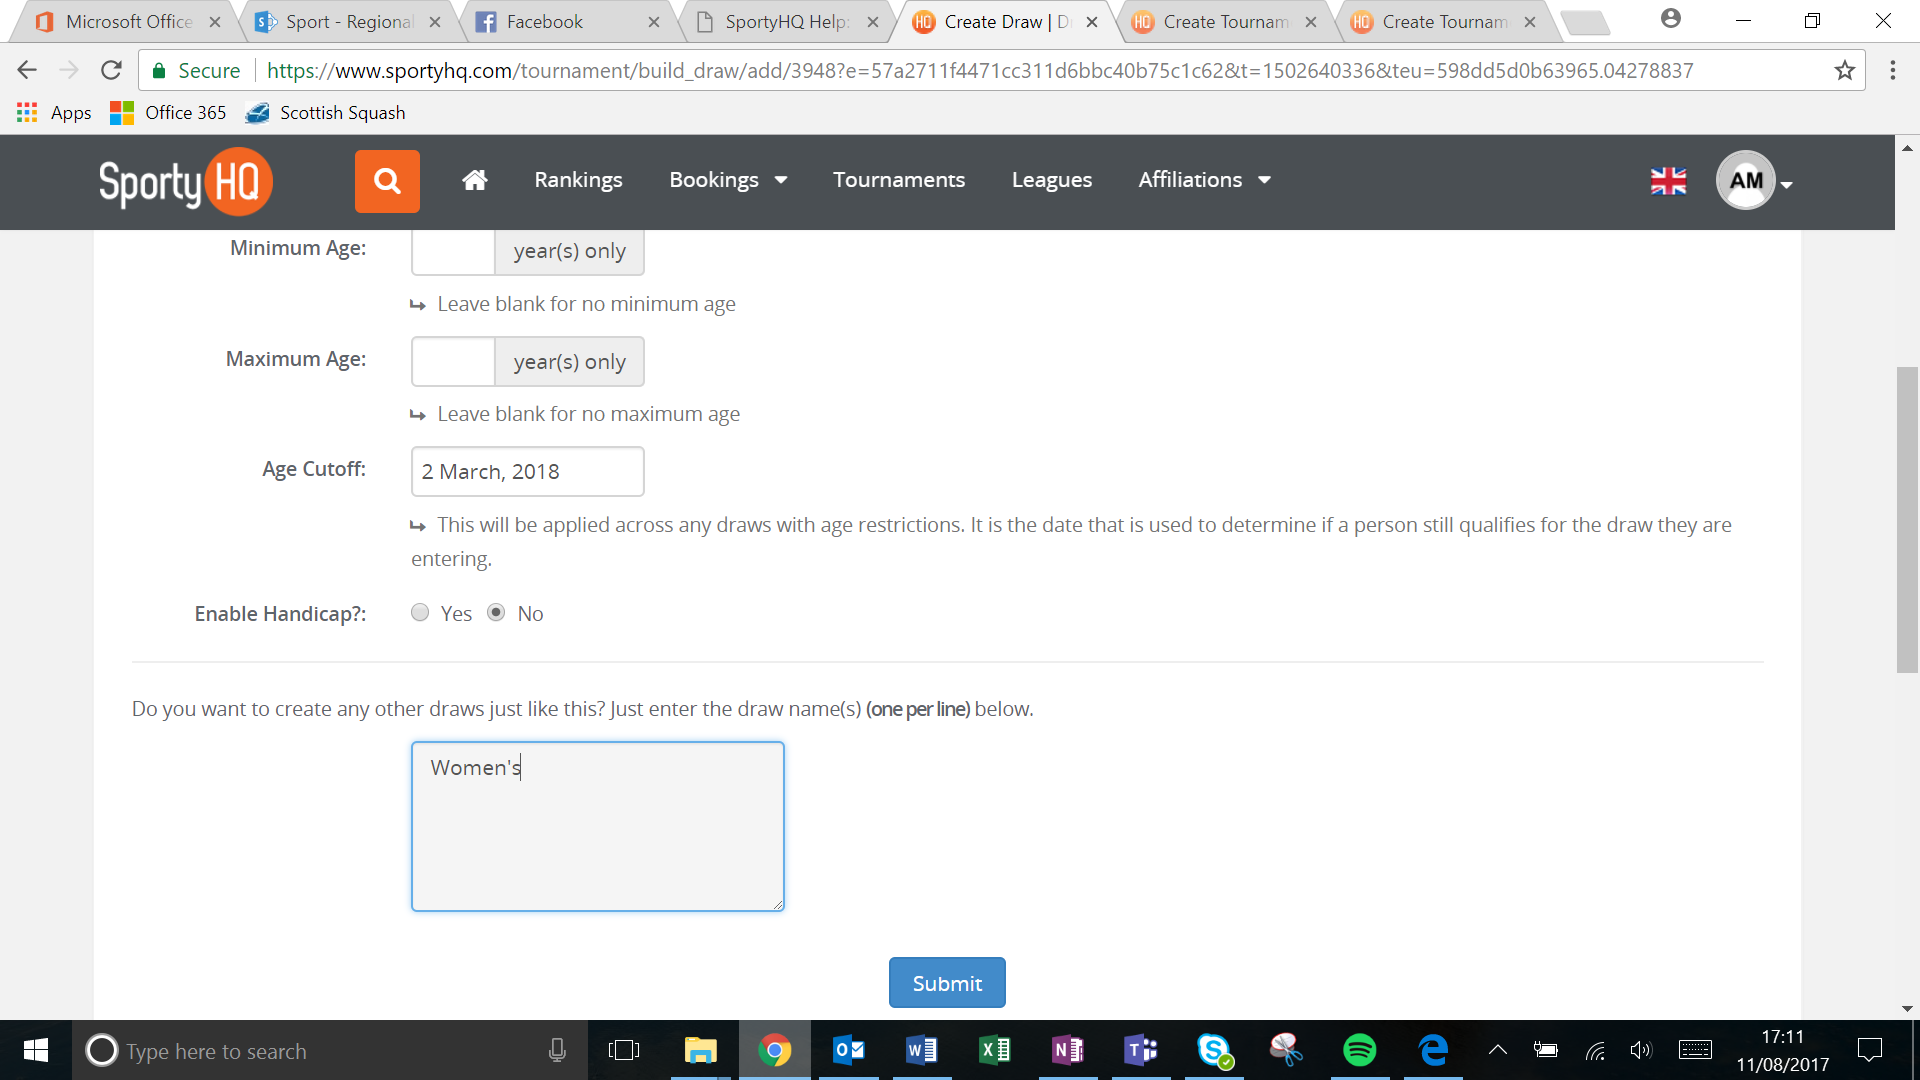 Microsoft Office
Sport - Regional
Facebook
SportyHQ Help:
Create Draw | D
Create Tournam
Create Tournam
Secure
https://www.sportyhq.com/tournament/build_draw/add/3948?e=57a2711f4471cc311d6bbc40b75c1c62&t=1502640336&teu=598dd5d0b63965.04278837
Apps
Office 365
Scottish Squash
Sporty HQ
Rankings
Bookings
Tournaments
Leagues
Affiliations
AM
Minimum Age:
year(s) only
Leave blank for no minimum age
Maximum Age:
year(s) only
Leave blank for no maximum age
Age Cutoff:
2 March, 2018
This will be applied across any draws with age restrictions. It is the date that is used to determine if a person still qualifies for the draw they are
entering.
Enable Handicap?:
Yes
No
Do you want to create any other draws just like this? Just enter the draw name(s) (one per line) below.
Women's
Submit
Type here to search
17:11
11/08/2017